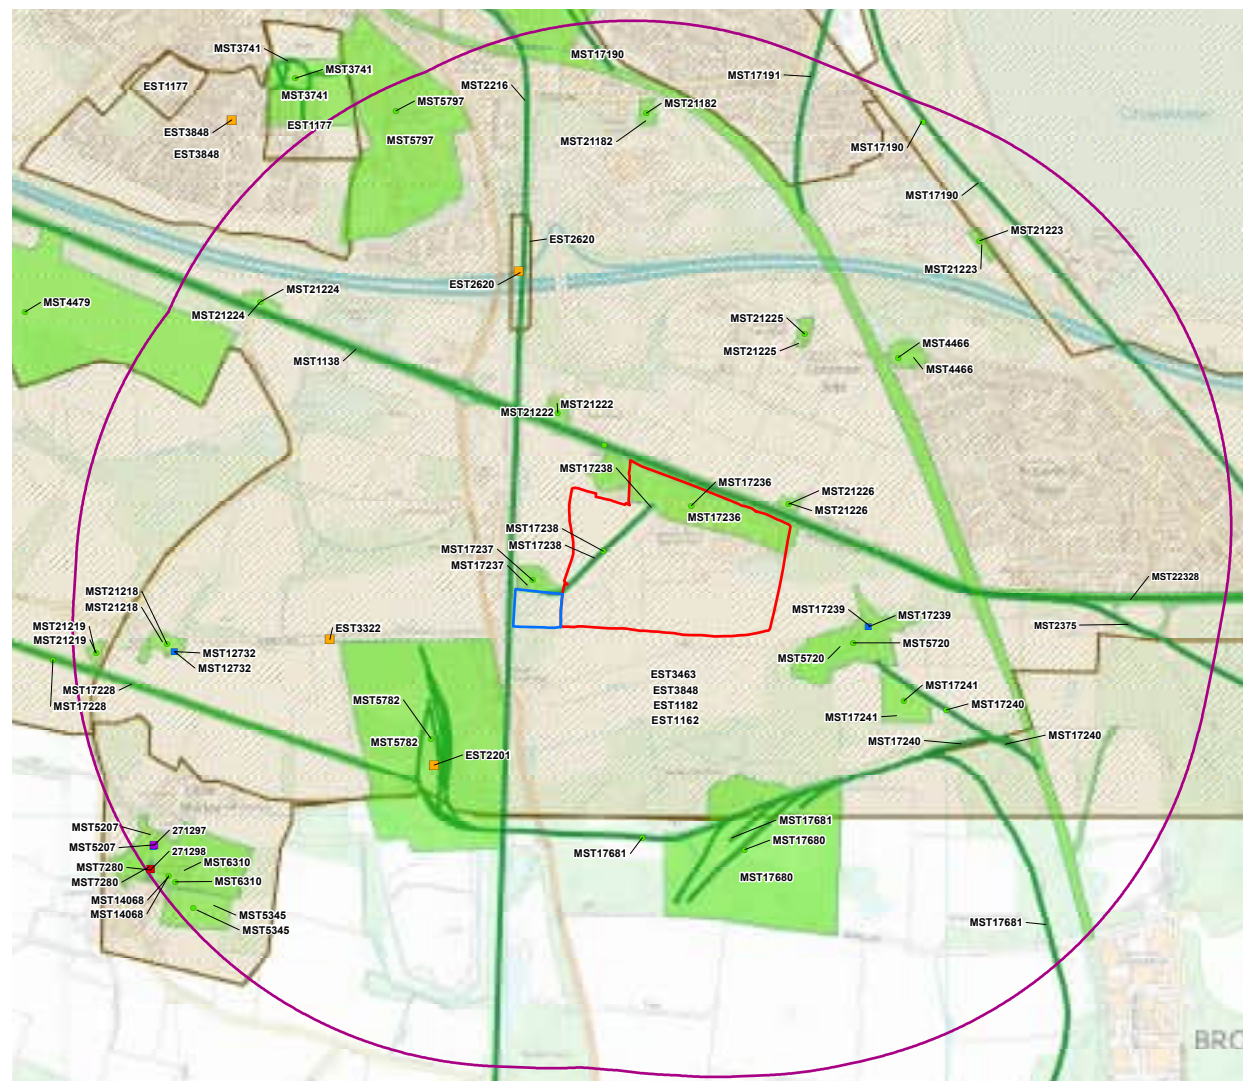 MST3741
MST17190
MST3741
MST17191
EST1177
MST2216
MST3741
MST5797
MST21182
EST1177
EST3848
MST5797
MST21182
MST17190
EST3848
MST17190
MST21223
EST2620
MST21223
EST2620
MST21224
MST4479
MST21224
MST21225
MST4466
MST21225
MST1138
MST4466
MST21222
MST21222
MST17238
MST17236
MST21226
MST21226
MST17236
MST17238
MST17238
MST17237
MST17237
MST22328
MST21218
MST21218
MST17239
MST17239
MST2375
MST21219
EST3322
MST21219
MST5720
MST12732
MST5720
MST12732
EST3463
MST17228
EST3848
MST17241
MST5782
EST1182
MST17240
MST17228
EST1162
MST17241
MST17240
MST5782
MST17240
EST2201
MST17681
MST5207
271297
MST17680
MST5207
271298
MST17681
MST6310
MST7280
MST17680
MST7280
MST6310
MST14068
MST14068
MST5345
MST17681
MST5345
BRO